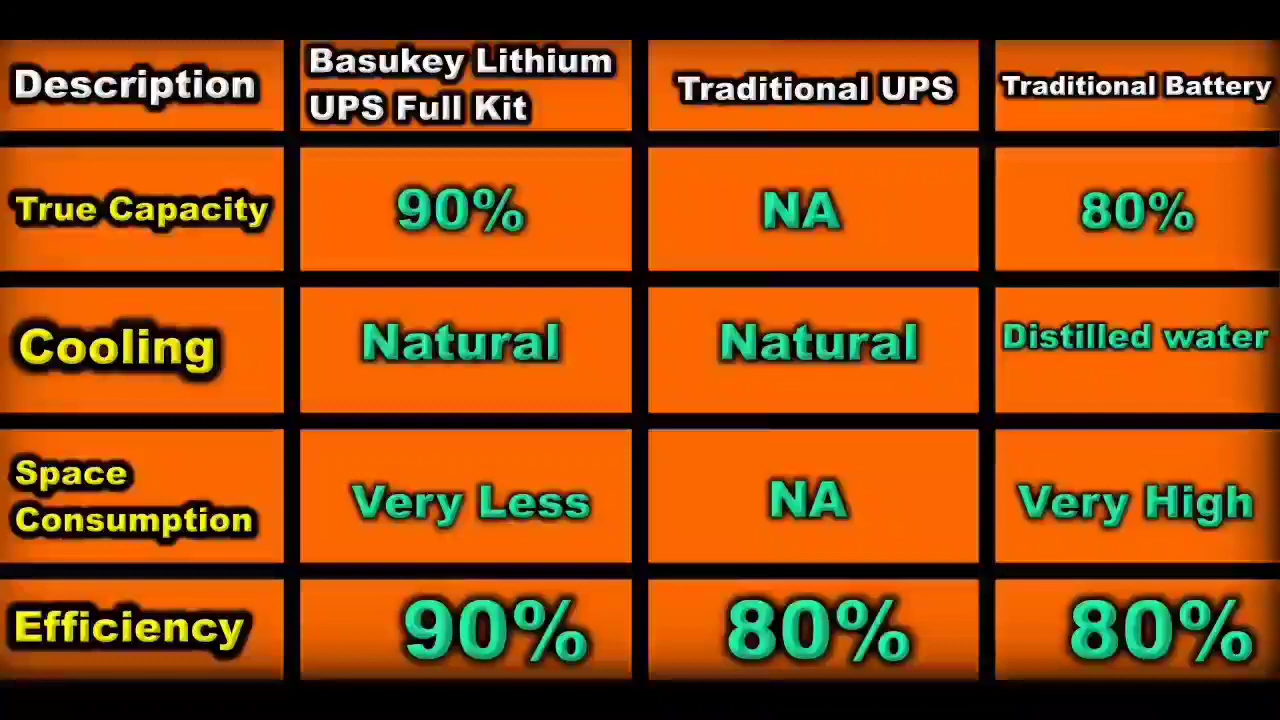 Description
Basukey Lithium
UPS Full Kit
Traditional UPS
Traditional Battery
True Capacity
90%
NA
80%
Cooling
Natural
Natural
Distilled water
Space
Consumption
Very Less
NA
Very High
Efficiency
90%
80%
80%